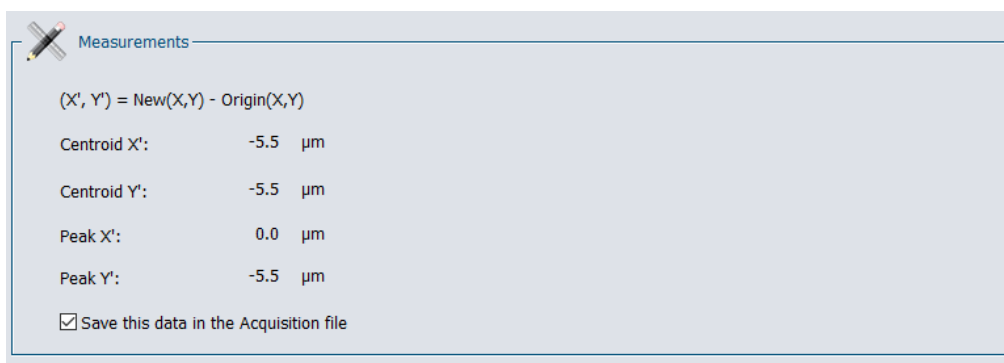 Measurements
(X', Y') = New(X,Y) - Origin(X,Y)
Centroid X': -5.5 µm
Centroid Y': -5.5 µm
Peak X': 0.0 µm
Peak Y': -5.5 µm
Save this data in the Acquisition file